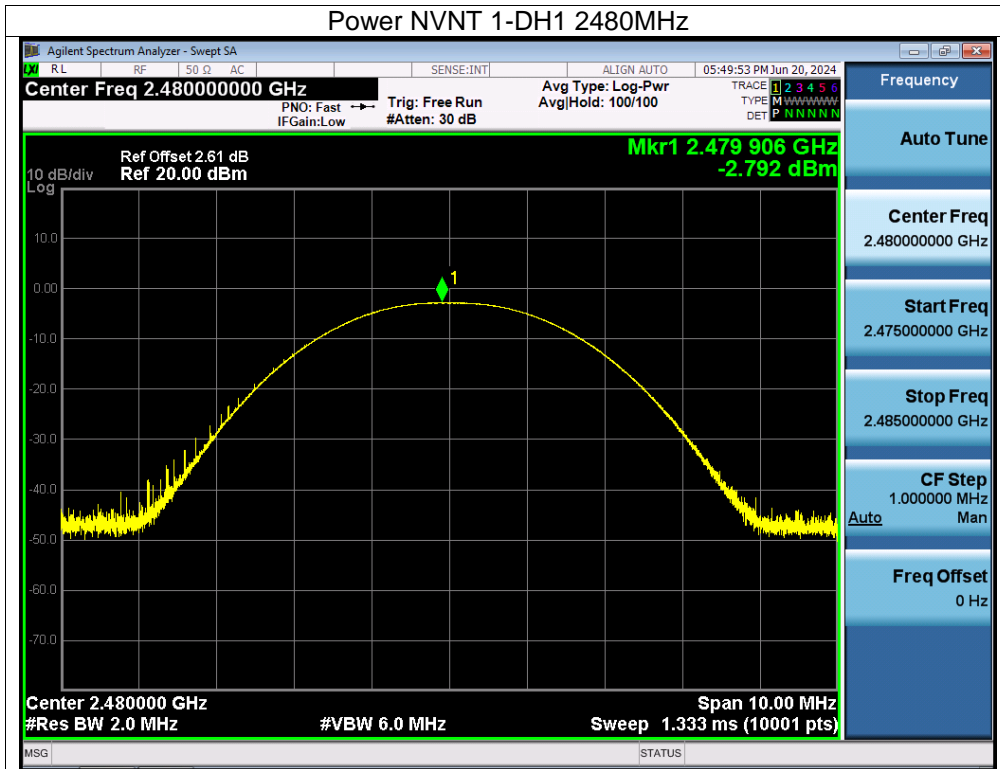 Power NVNT 1-DH1 2480MHz
Agilent Spectrum Analyzer - Swept SA
LXI RL RF 50 Ω AC SENSE:INT ALIGN AUTO 05:49:53 PM Jun 20, 2024
Center Freq 2.480000000 GHz
PNO: Fast
IFGain:Low
Trig: Free Run
#Atten: 30 dB
Avg Type: Log-Pwr
Avg|Hold: 100/100
TRACE 1 2 3 4 5 6
TYPE M WWWWW
DET P N N N N N
Mkr1 2.479 906 GHz
-2.792 dBm
Ref Offset 2.61 dB
10 dB/div Ref 20.00 dBm
Log
10.0
0.00
-10.0
-20.0
-30.0
-40.0
-50.0
-60.0
-70.0
1
Center 2.480000 GHz Span 10.00 MHz
#Res BW 2.0 MHz #VBW 6.0 MHz Sweep 1.333 ms (10001 pts)
MSG STATUS
Frequency
Auto Tune
Center Freq
2.480000000 GHz
Start Freq
2.475000000 GHz
Stop Freq
2.485000000 GHz
CF Step
1.000000 MHz
Auto Man
Freq Offset
0 Hz